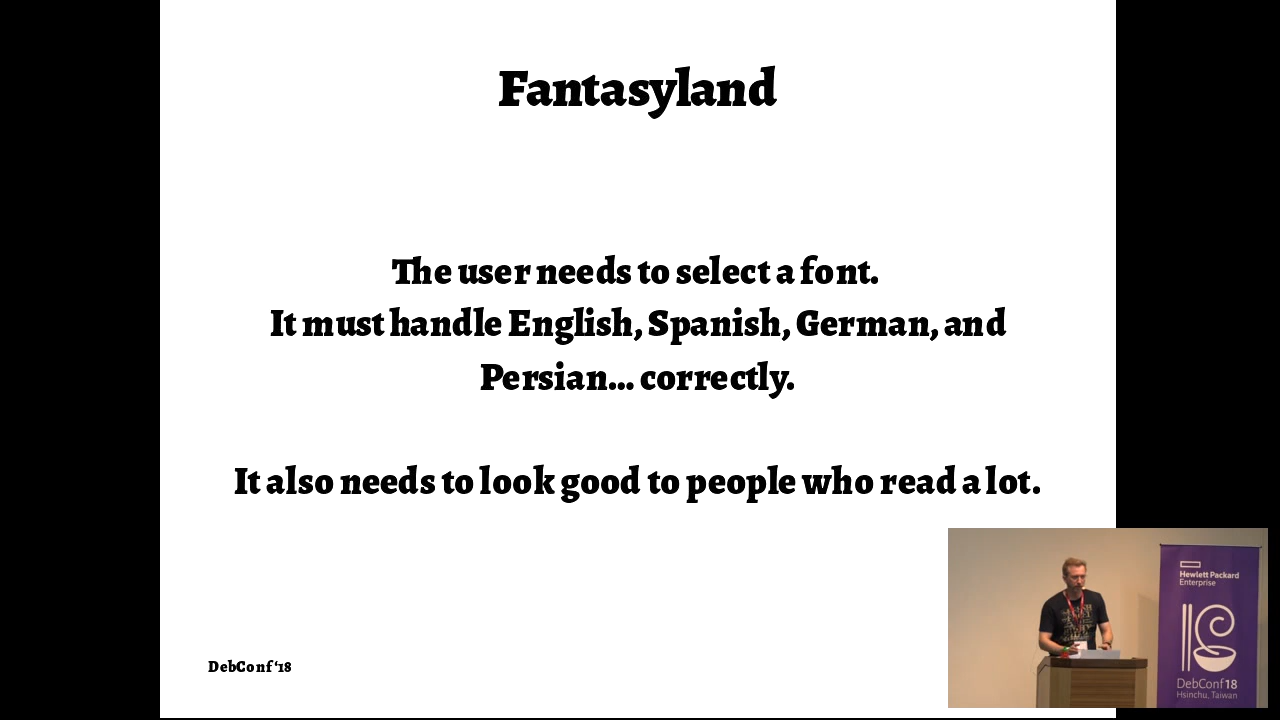 Fantasyland
The user needs to select a font.
It must handle English, Spanish, German, and
Persian... correctly.
It also needs to look good to people who read a lot.
DebConf ‘18
Hewlett Packard
Enterprise
DebConf18
Hsinchu, Taiwan